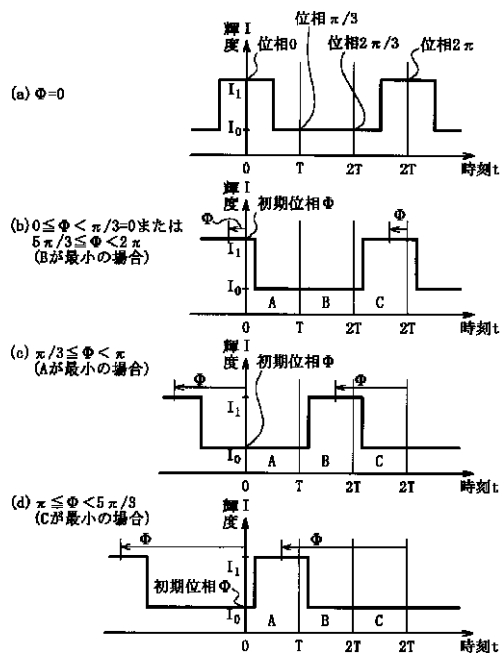 輝 I
度
位相π/3
位相0
位相2π/3
位相2π
(a) Φ=0
I₁
I₀
0
T
2T
2T
時刻t
輝 I
度
初期位相Φ
(b) 0≦Φ<π/3=0または
5π/3≦Φ<2π
(Bが最小の場合)
Φ
Φ
I₁
I₀
A
B
C
0
T
2T
2T
時刻t
(c) π/3≦Φ<π
(Aが最小の場合)
輝 I
度
初期位相Φ
Φ
Φ
I₁
I₀
A
B
C
0
T
2T
2T
時刻t
(d) π≦Φ<5π/3
(Cが最小の場合)
輝 I
度
Φ
Φ
I₁
初期位相Φ
I₀
A
B
C
0
T
2T
2T
時刻t